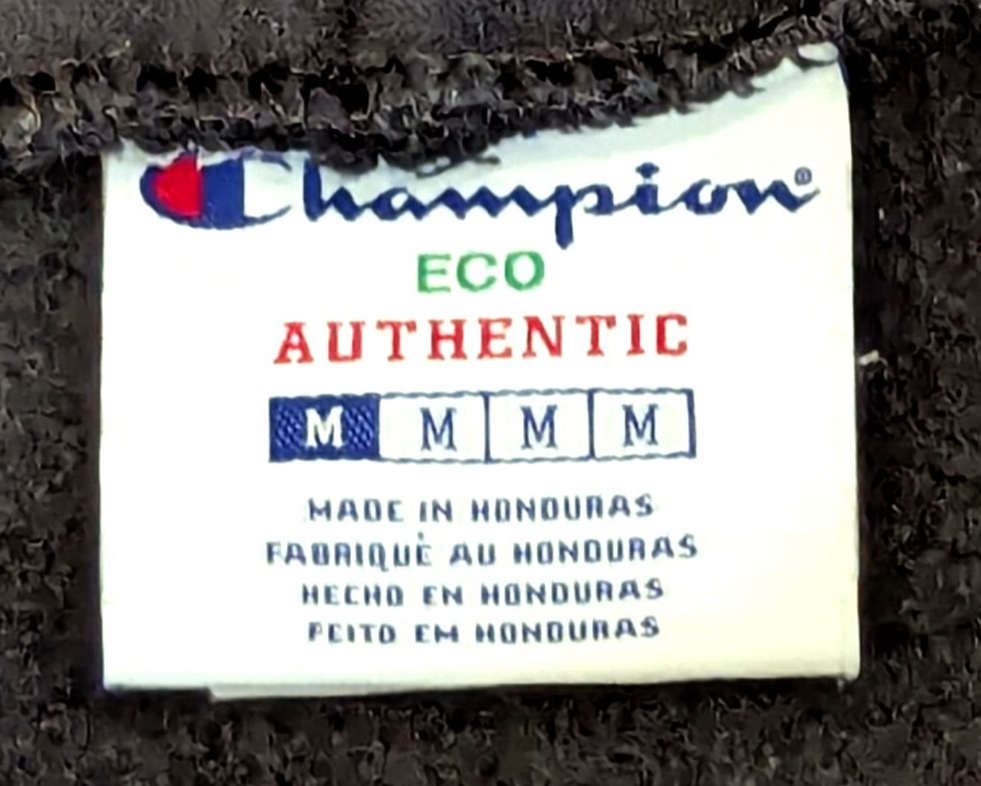 Champion®
ECO
AUTHENTIC
M M M M
MADE IN HONDURAS
FABRIQUÉ AU HONDURAS
HECHO EN HONDURAS
FEITO EM HONDURAS